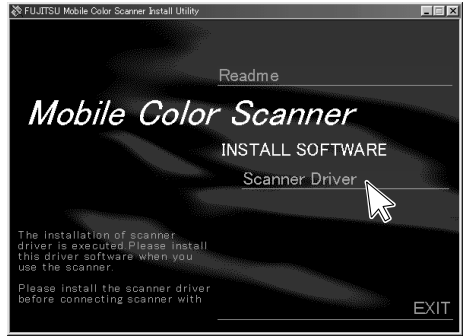 FUJITSU Mobile Color Scanner Install Utility
Readme
Mobile Color Scanner
INSTALL SOFTWARE
Scanner Driver
The installation of scanner
driver is executed.Please install
this driver software when you
use the scanner.
Please install the scanner driver
before connecting scanner with
EXIT